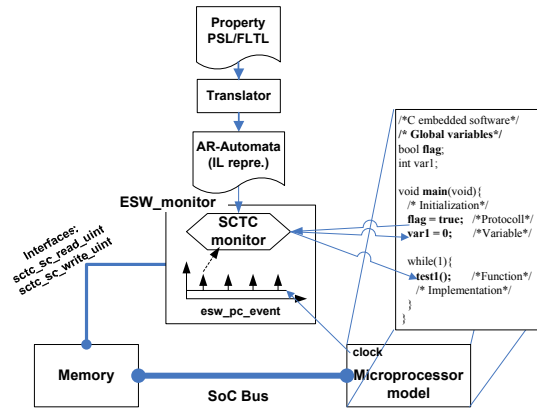 Property
PSL/FLTL
Translator
AR-Automata
(IL repre.)
ESW_monitor
SCTC
monitor
esw_pc_event
Interfaces:
sctc_sc_read_uint
sctc_sc_write_uint
/*C embedded software*/
/* Global variables*/
bool flag;
int var1;
void main(void){
/* Initialization*/
flag = true; /*Protocoll*/
var1 = 0; /*Variable*/
while(1){
test1(); /*Function*/
/* Implementation*/
}
}
clock
Memory
SoC Bus
Microprocessor
model